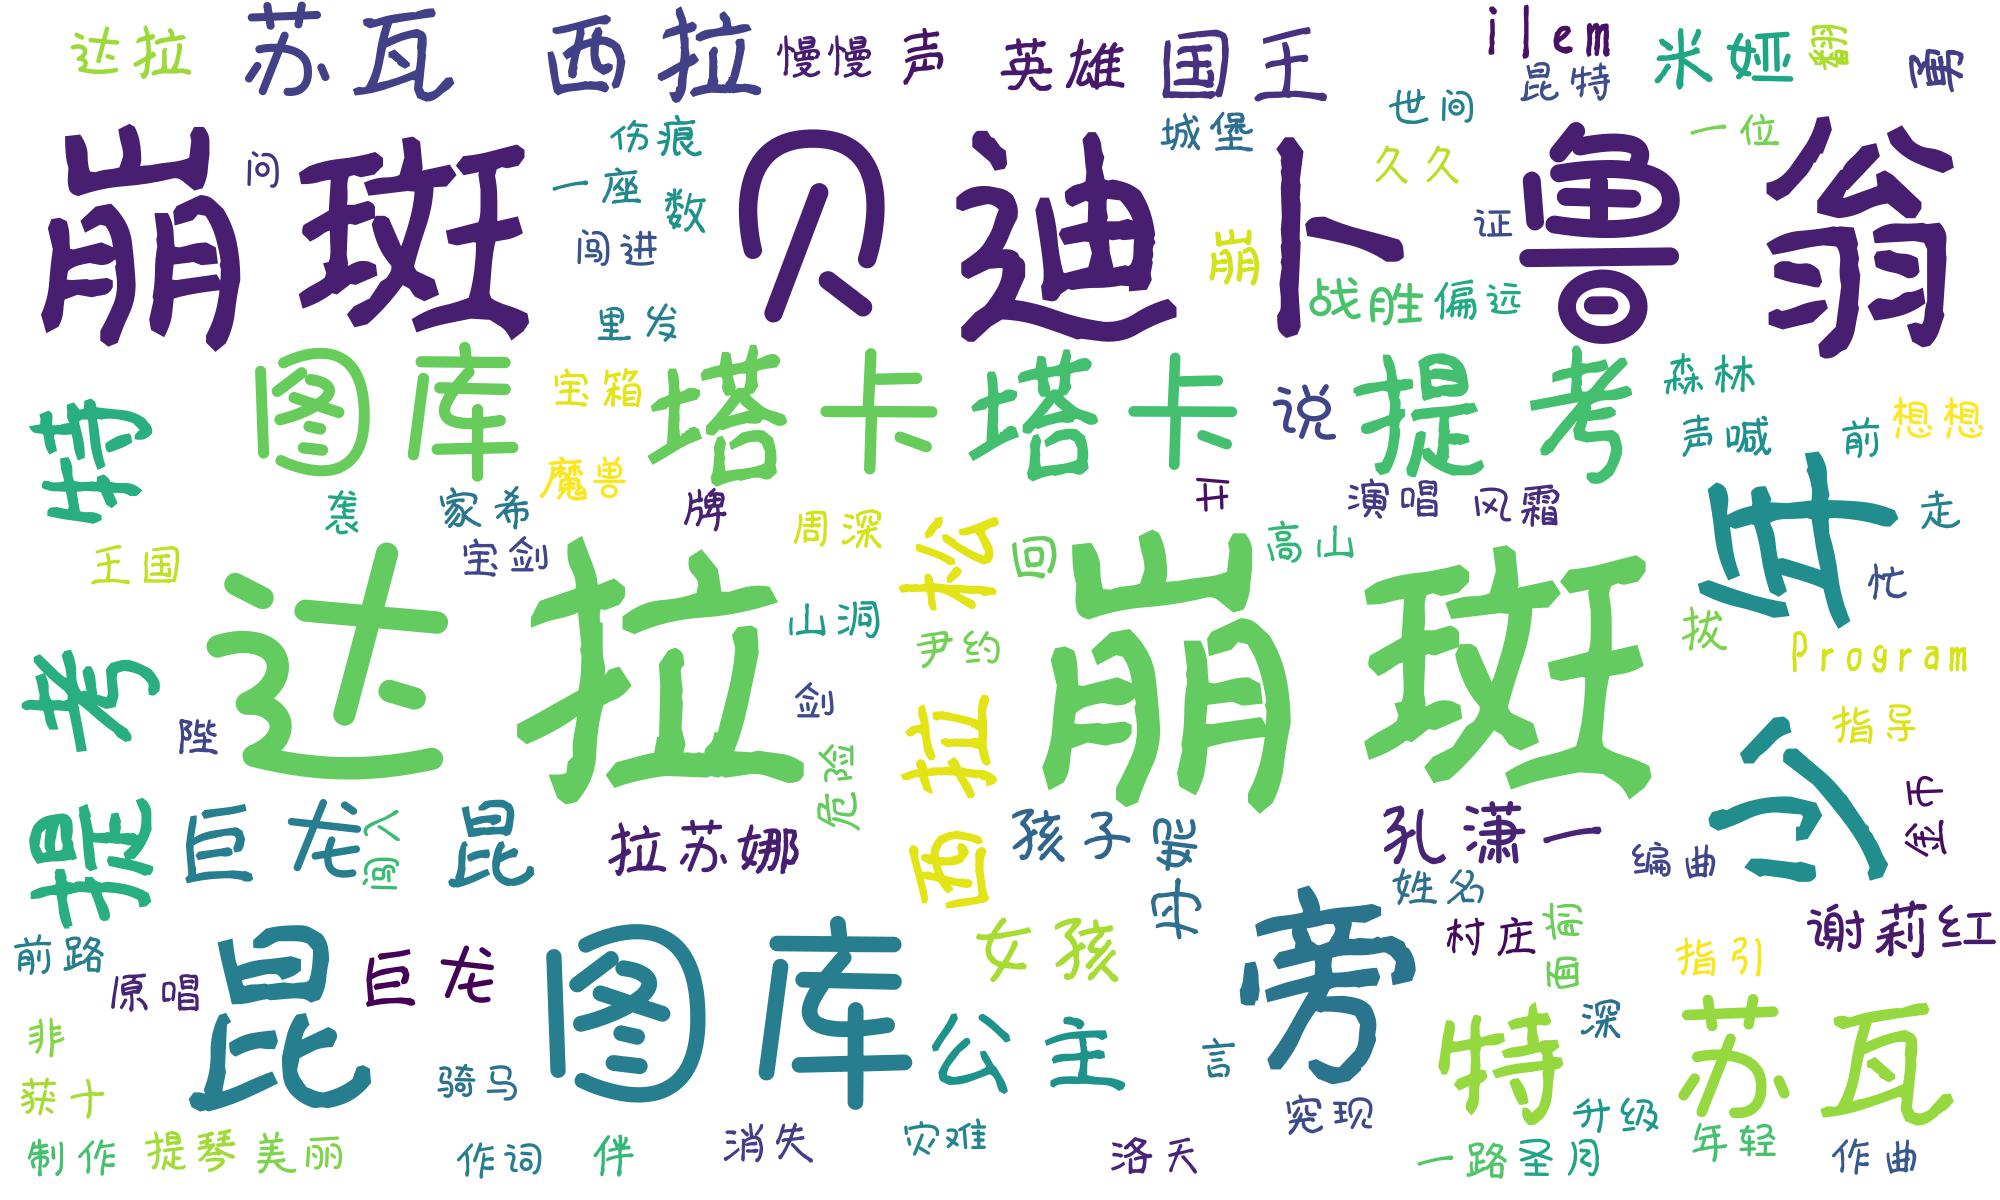 达拉
苏瓦
西拉
慢慢
声
英雄
国王
ilem
昆特
米娅
翻
勇
崩
问
斑
伤痕
一座
数
闯进
里发
贝迪卜鲁翁
城堡
世间
久久
一位
证
崩
战胜
偏远
特
图库
宝箱
塔卡
塔卡
说
提考
森林
声喊
前
想想
魔兽
袭
家希
牌
周深
开
演唱
风霜
走
王国
宝剑
达拉
山洞
松
回
崩斑
高山
忙
拔
尹约
Program
考
陛
剑
西拉
危险
指导
少
金币
提
巨龙
闯入
昆
拉苏娜
孩子
丹妮
孔潇一
编曲
姓名
前路
原唱
昆
巨龙
图库
女孩
旁
村庄
谢莉红
指引
非
骑马
公主
言
特
深
苏瓦
获十
突现
升级
制作
提琴
美丽
作词
伴
消失
灾难
洛天
一路
圣月
年轻
作曲